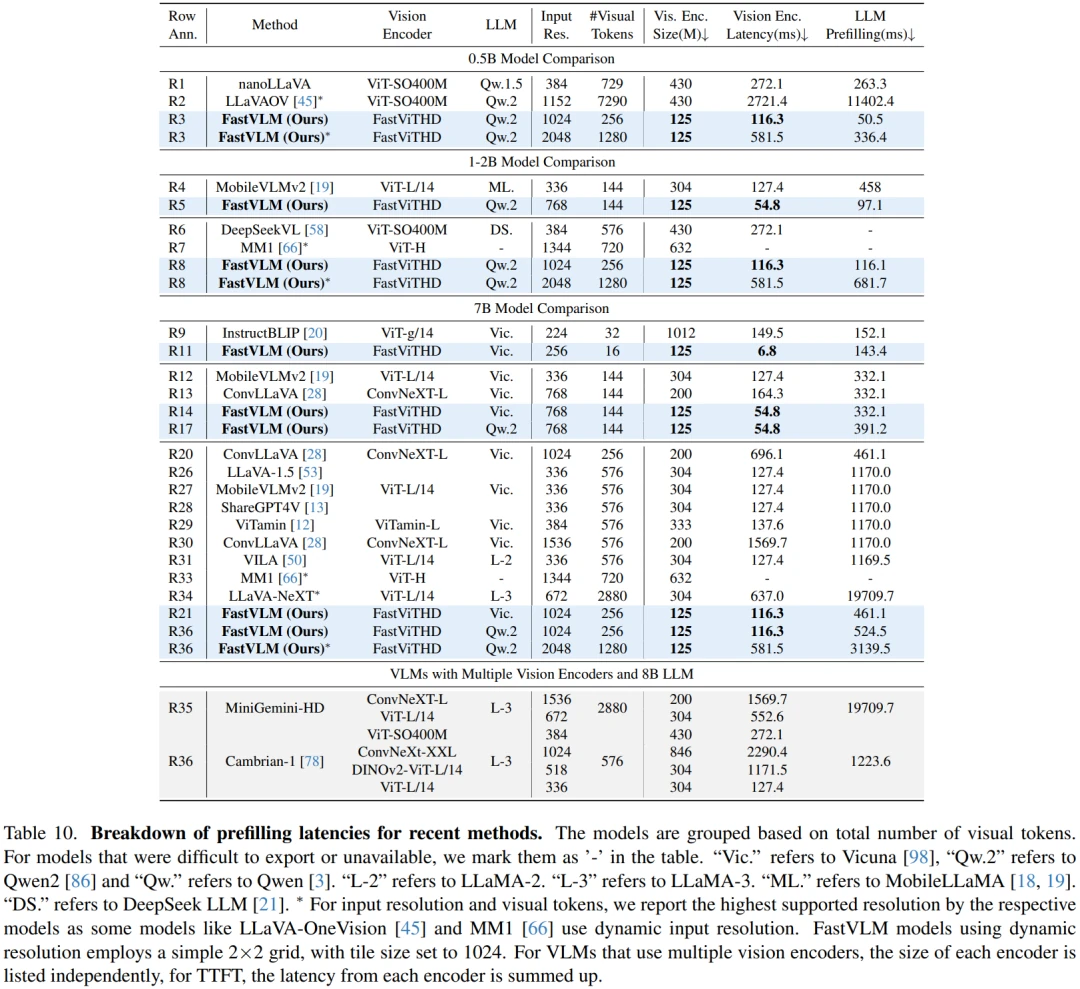 Row Ann. Method Vision Encoder LLM Input Res. #Visual Tokens Vis. Enc. Size(M)↓ Vision Enc. Latency(ms)↓ LLM Prefilling(ms)↓
0.5B Model Comparison
R1 nanoLLaVA ViT-SO400M Qw.1.5 384 729 430 272.1 263.3
R2 LLaVAOV [45]* ViT-SO400M Qw.2 1152 7290 430 2721.4 11402.4
R3 FastVLM (Ours) FastViTHD Qw.2 1024 256 125 116.3 50.5
R3 FastVLM (Ours)* FastViTHD Qw.2 2048 1280 125 581.5 336.4
1-2B Model Comparison
R4 MobileVLMv2 [19] ViT-L/14 ML. 336 144 304 127.4 458
R5 FastVLM (Ours) FastViTHD Qw.2 768 144 125 54.8 97.1
R6 DeepSeekVL [58] ViT-SO400M DS. 384 576 430 272.1 -
R7 MM1 [66]* ViT-H - 1344 720 632 - -
R8 FastVLM (Ours) FastViTHD Qw.2 1024 256 125 116.3 116.1
R8 FastVLM (Ours)* FastViTHD Qw.2 2048 1280 125 581.5 681.7
7B Model Comparison
R9 InstructBLIP [20] ViT-g/14 Vic. 224 32 1012 149.5 152.1
R11 FastVLM (Ours) FastViTHD Vic. 256 16 125 6.8 143.4
R12 MobileVLMv2 [19] ViT-L/14 Vic. 336 144 304 127.4 332.1
R13 ConvLLaVA [28] ConvNeXT-L Vic. 768 144 200 164.3 332.1
R14 FastVLM (Ours) FastViTHD Vic. 768 144 125 54.8 332.1
R17 FastVLM (Ours) FastViTHD Qw.2 768 144 125 54.8 391.2
R20 ConvLLaVA [28] ConvNeXT-L Vic. 1024 256 200 696.1 461.1
R26 LLaVA-1.5 [53] 336 576 304 127.4 1170.0
R27 MobileVLMv2 [19] ViT-L/14 Vic. 336 576 304 127.4 1170.0
R28 ShareGPT4V [13] 336 576 304 127.4 1170.0
R29 ViTamin [12] ViTamin-L Vic. 384 576 333 137.6 1170.0
R30 ConvLLaVA [28] ConvNeXT-L Vic. 1536 576 200 1569.7 1170.0
R31 VILA [50] ViT-L/14 L-2 336 576 304 127.4 1169.5
R33 MM1 [66]* ViT-H - 1344 720 632 - -
R34 LLaVA-NeXT* ViT-L/14 L-3 672 2880 304 637.0 19709.7
R21 FastVLM (Ours) FastViTHD Vic. 1024 256 125 116.3 461.1
R36 FastVLM (Ours) FastViTHD Qw.2 1024 256 125 116.3 524.5
R36 FastVLM (Ours)* FastViTHD Qw.2 2048 1280 125 581.5 3139.5
VLMs with Multiple Vision Encoders and 8B LLM
R35 MiniGemini-HD ConvNeXT-L L-3 1536 2880 200 1569.7 19709.7
ViT-L/14 672 304 552.6
ViT-SO400M 384 430 272.1
R36 Cambrian-1 [78] ConvNeXt-XXL L-3 1024 576 846 2290.4 1223.6
DINOv2-ViT-L/14 518 304 1171.5
ViT-L/14 336 304 127.4
Table 10. Breakdown of prefilling latencies for recent methods. The models are grouped based on total number of visual tokens.
For models that were difficult to export or unavailable, we mark them as '-' in the table. “Vic.” refers to Vicuna [98], “Qw.2” refers to
Qwen2 [86] and “Qw.” refers to Qwen [3]. “L-2” refers to LLaMA-2. “L-3” refers to LLaMA-3. “ML.” refers to MobileLLaMA [18, 19].
“DS.” refers to DeepSeek LLM [21]. * For input resolution and visual tokens, we report the highest supported resolution by the respective
models as some models like LLaVA-OneVision [45] and MM1 [66] use dynamic input resolution. FastVLM models using dynamic
resolution employs a simple 2×2 grid, with tile size set to 1024. For VLMs that use multiple vision encoders, the size of each encoder is
listed independently, for TTFT, the latency from each encoder is summed up.